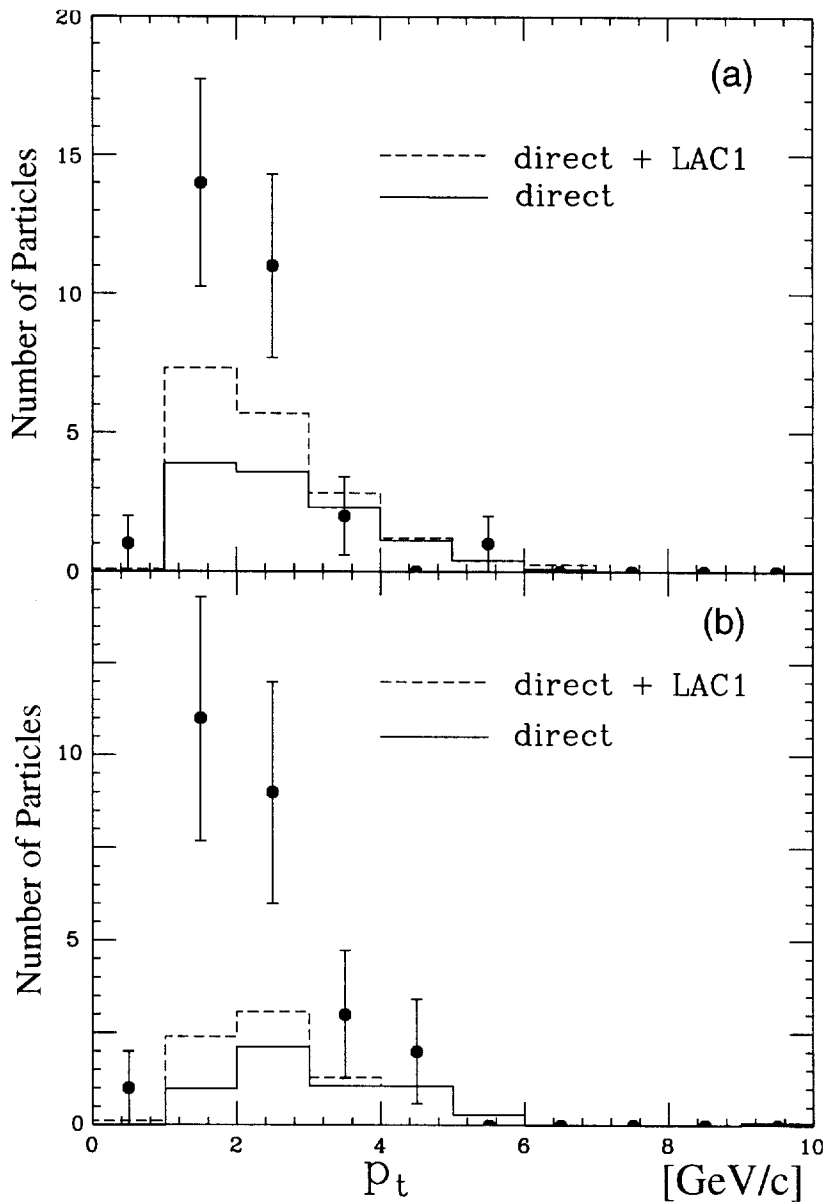 20
(a)
15
direct + LAC1
direct
Number of Particles
10
5
0
(b)
direct + LAC1
direct
Number of Particles
10
5
0
0 2 4 6 8 10
pt [GeV/c]